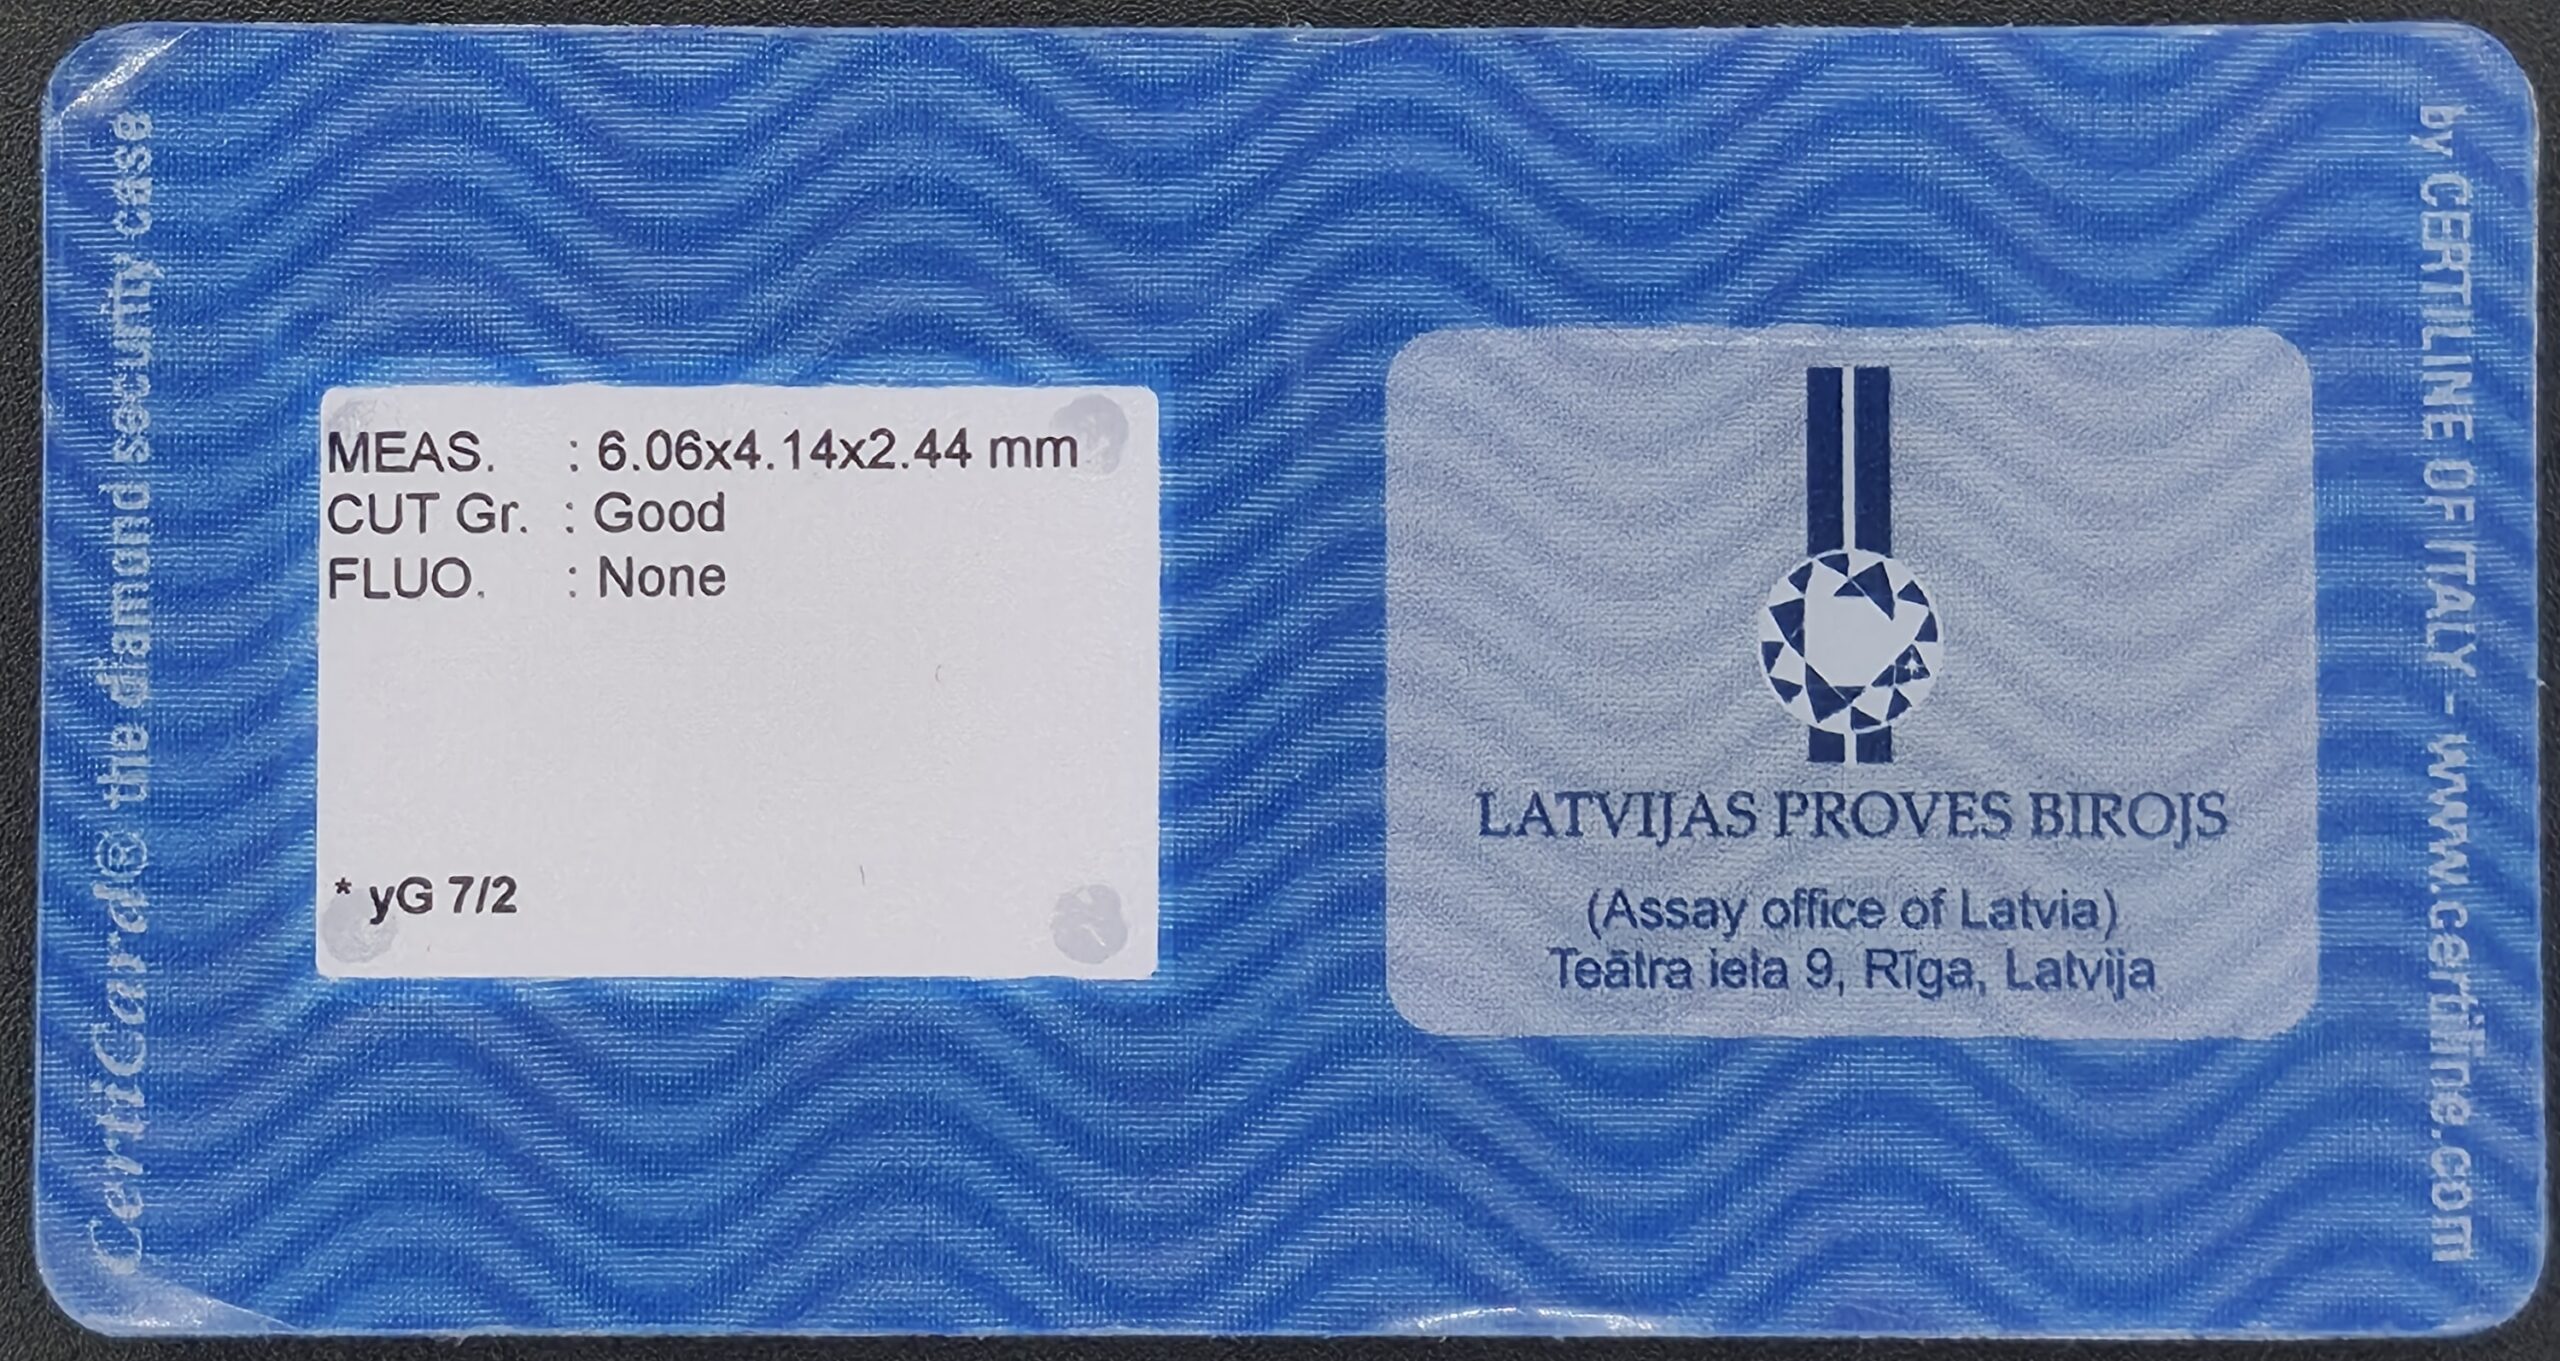 CertiCard® the diamond security case
MEAS. : 6.06x4.14x2.44 mm
CUT Gr. : Good
FLUO. : None
* yG 7/2
LATVIJAS PROVES BIROJS
(Assay office of Latvia)
Teātra iela 9, Rīga, Latvija
by CERTILINE OF ITALY - www.certiline.com